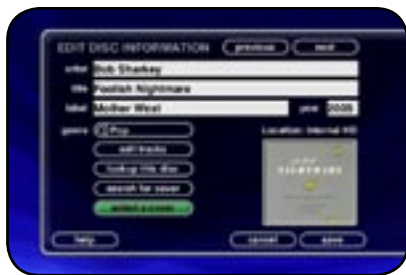 EDIT DISC INFORMATION previous next
artist Bob Sharkey
title Foolish Nightmare
label Mother West year 2005
genre Pop
edit tracks
lookup this disc
search for cover
select a cover
Location: Internal HD
NIGHTMARE
help cancel save